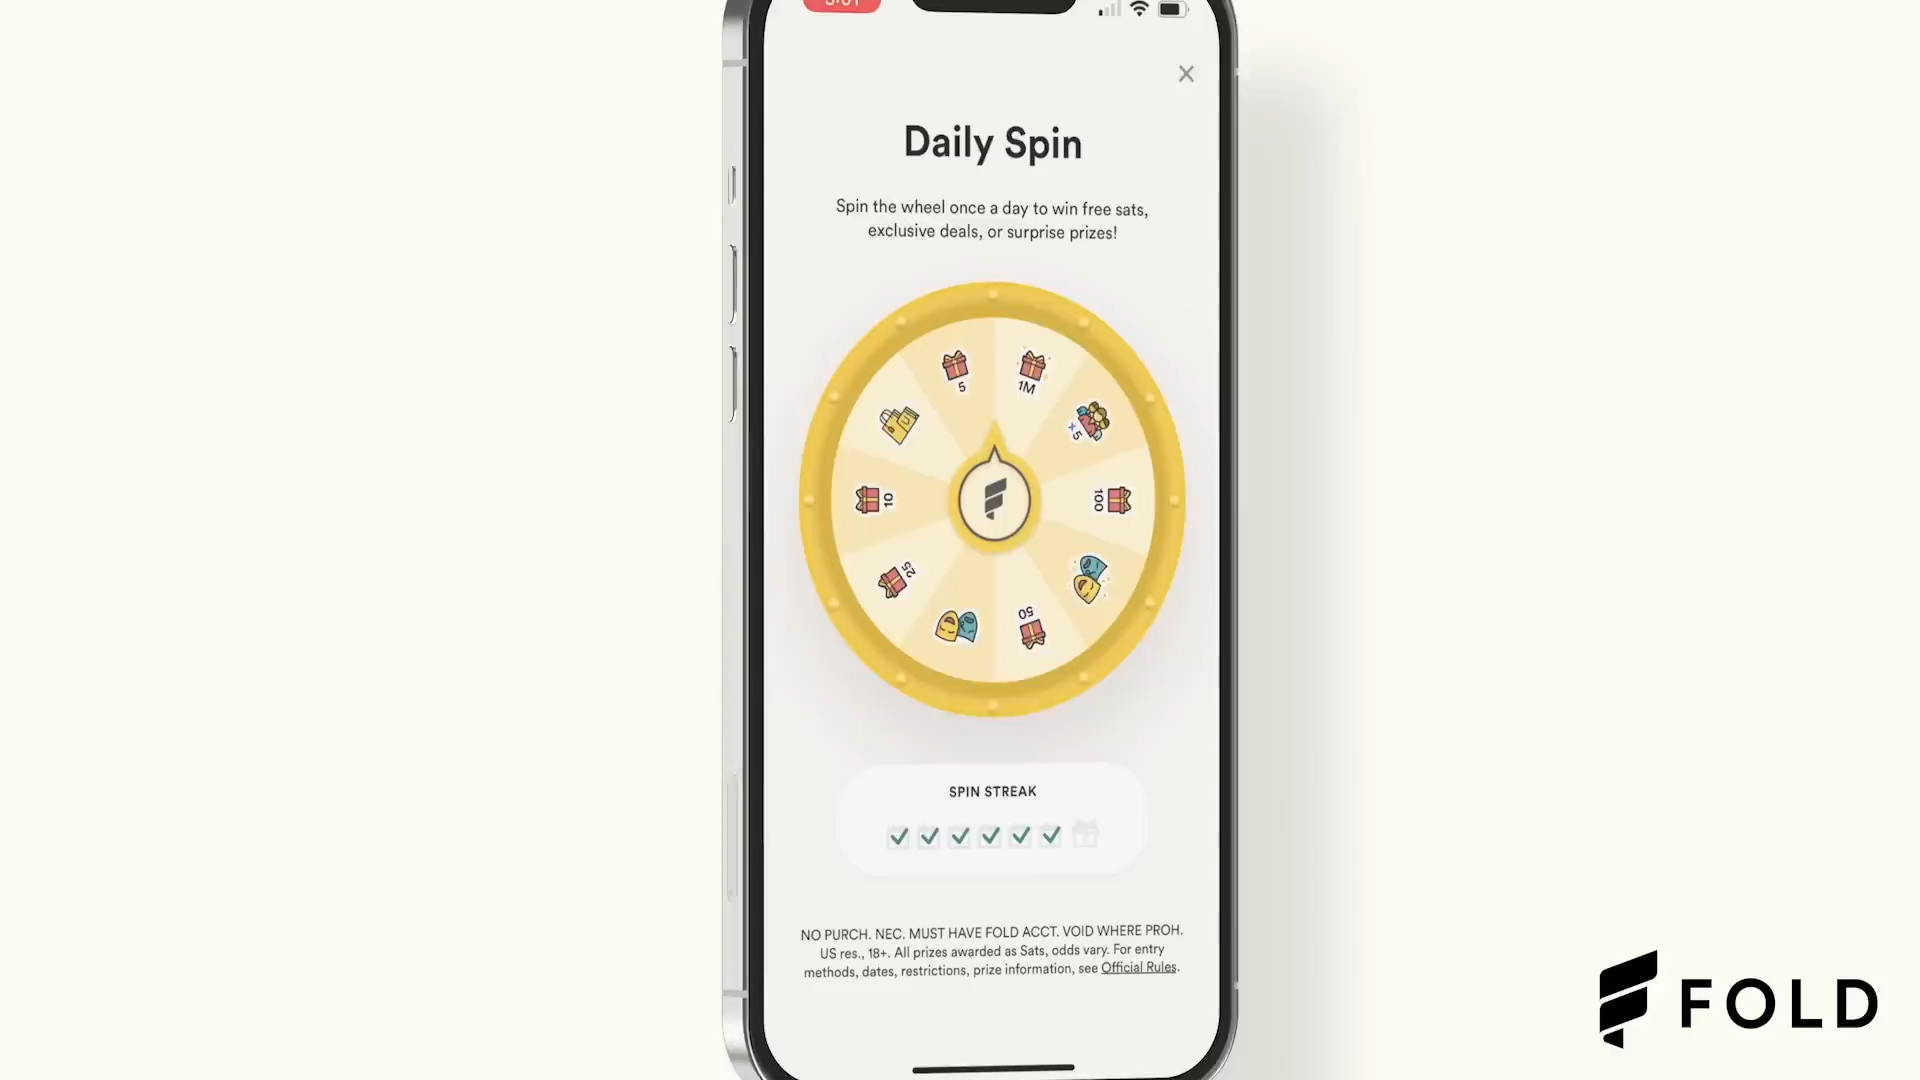 Daily Spin
Spin the wheel once a day to win free sats,
exclusive deals, or surprise prizes!
5
1M
+5
10
100
25
50
SPIN STREAK
NO PURCH. NEC. MUST HAVE FOLD ACCT. VOID WHERE PROH.
US res., 18+. All prizes awarded as Sats, odds vary. For entry
methods, dates, restrictions, prize information, see Official Rules.
FOLD